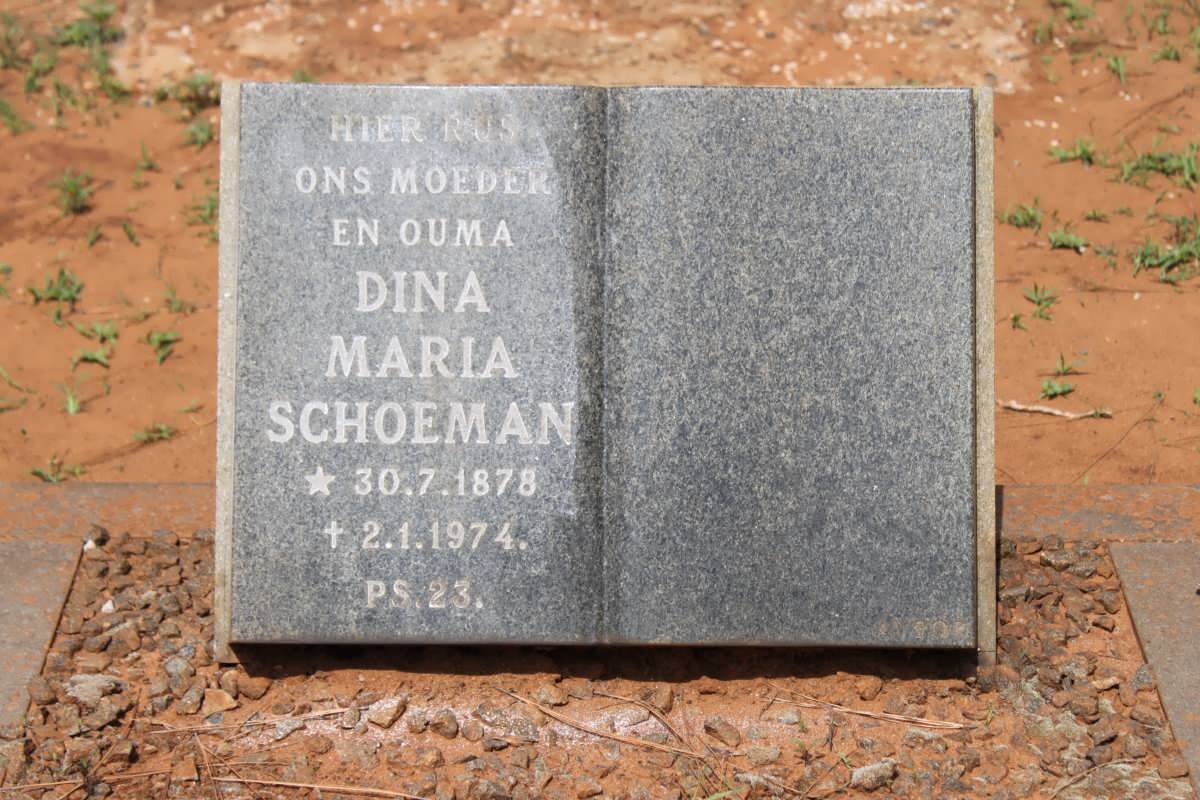 HIER RUS
ONS MOEDER
EN OUMA
DINA
MARIA
SCHOEMAN
★ 30.7.1878
✝ 2.1.1974.
PS.23.